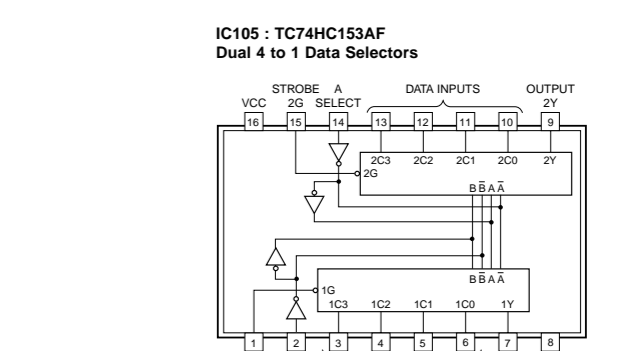 IC105 : TC74HC153AF
Dual 4 to 1 Data Selectors
STROBE A DATA INPUTS OUTPUT
VCC 2G SELECT 2Y
16 15 14 13 12 11 10 9
2C3 2C2 2C1 2C0 2Y
2G
B B̅ A A̅
B B̅ A A̅
1G
1C3 1C2 1C1 1C0 1Y
1 2 3 4 5 6 7 8